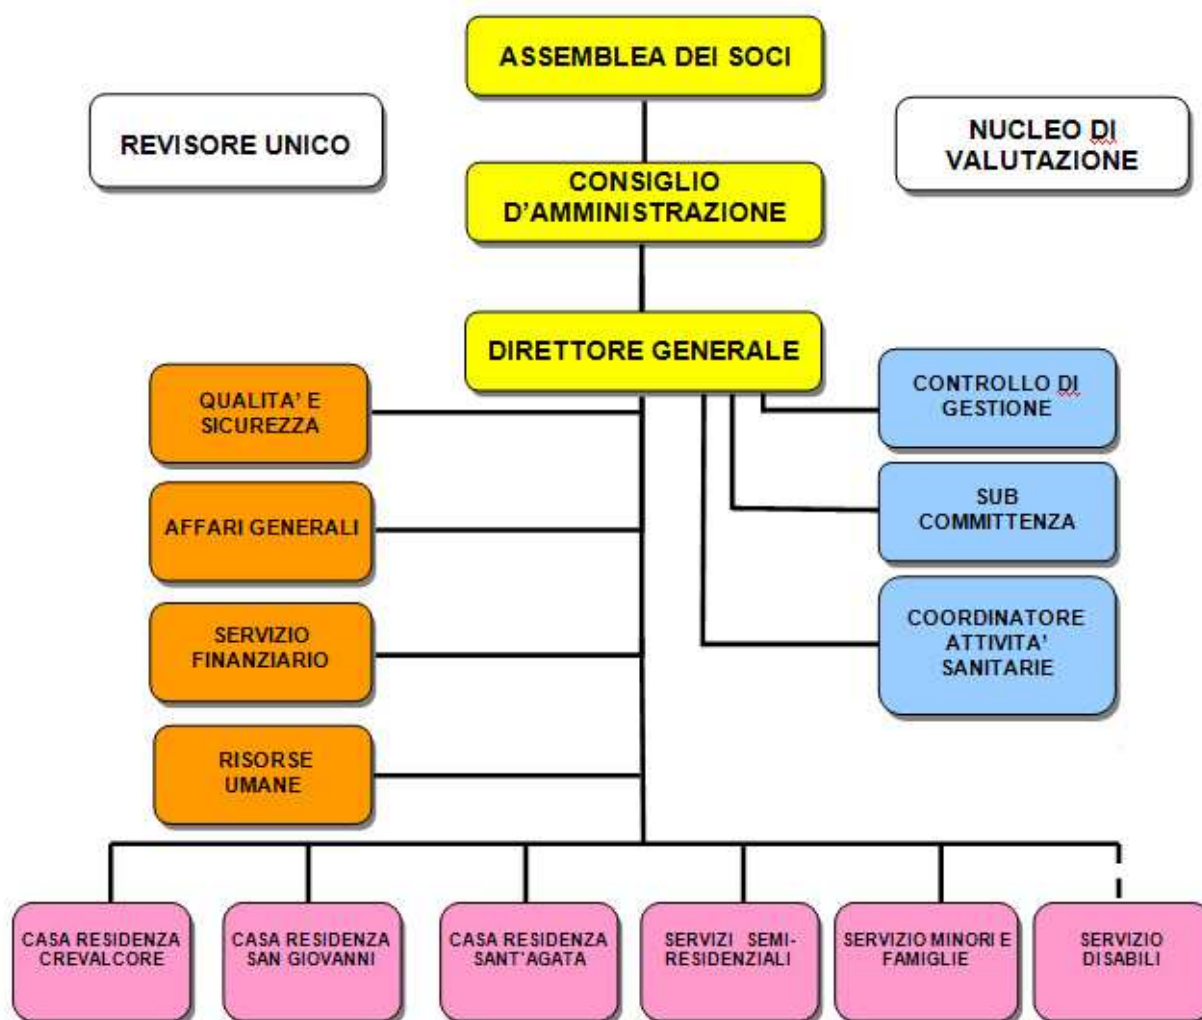 ASSEMBLEA DEI SOCI
REVISORE UNICO
NUCLEO DI
VALUTAZIONE
CONSIGLIO
D’AMMINISTRAZIONE
DIRETTORE GENERALE
QUALITA’ E
SICUREZZA
CONTROLLO DI
GESTIONE
AFFARI GENERALI
SUB
COMMITTENZA
SERVIZIO
FINANZIARIO
COORDINATORE
ATTIVITA’
SANITARIE
RISORSE
UMANE
CASA RESIDENZA
CREVALCORE
CASA RESIDENZA
SAN GIOVANNI
CASA RESIDENZA
SANT’AGATA
SERVIZI SEMI-
RESIDENZIALI
SERVIZIO MINORI E
FAMIGLIE
SERVIZIO
DISABILI